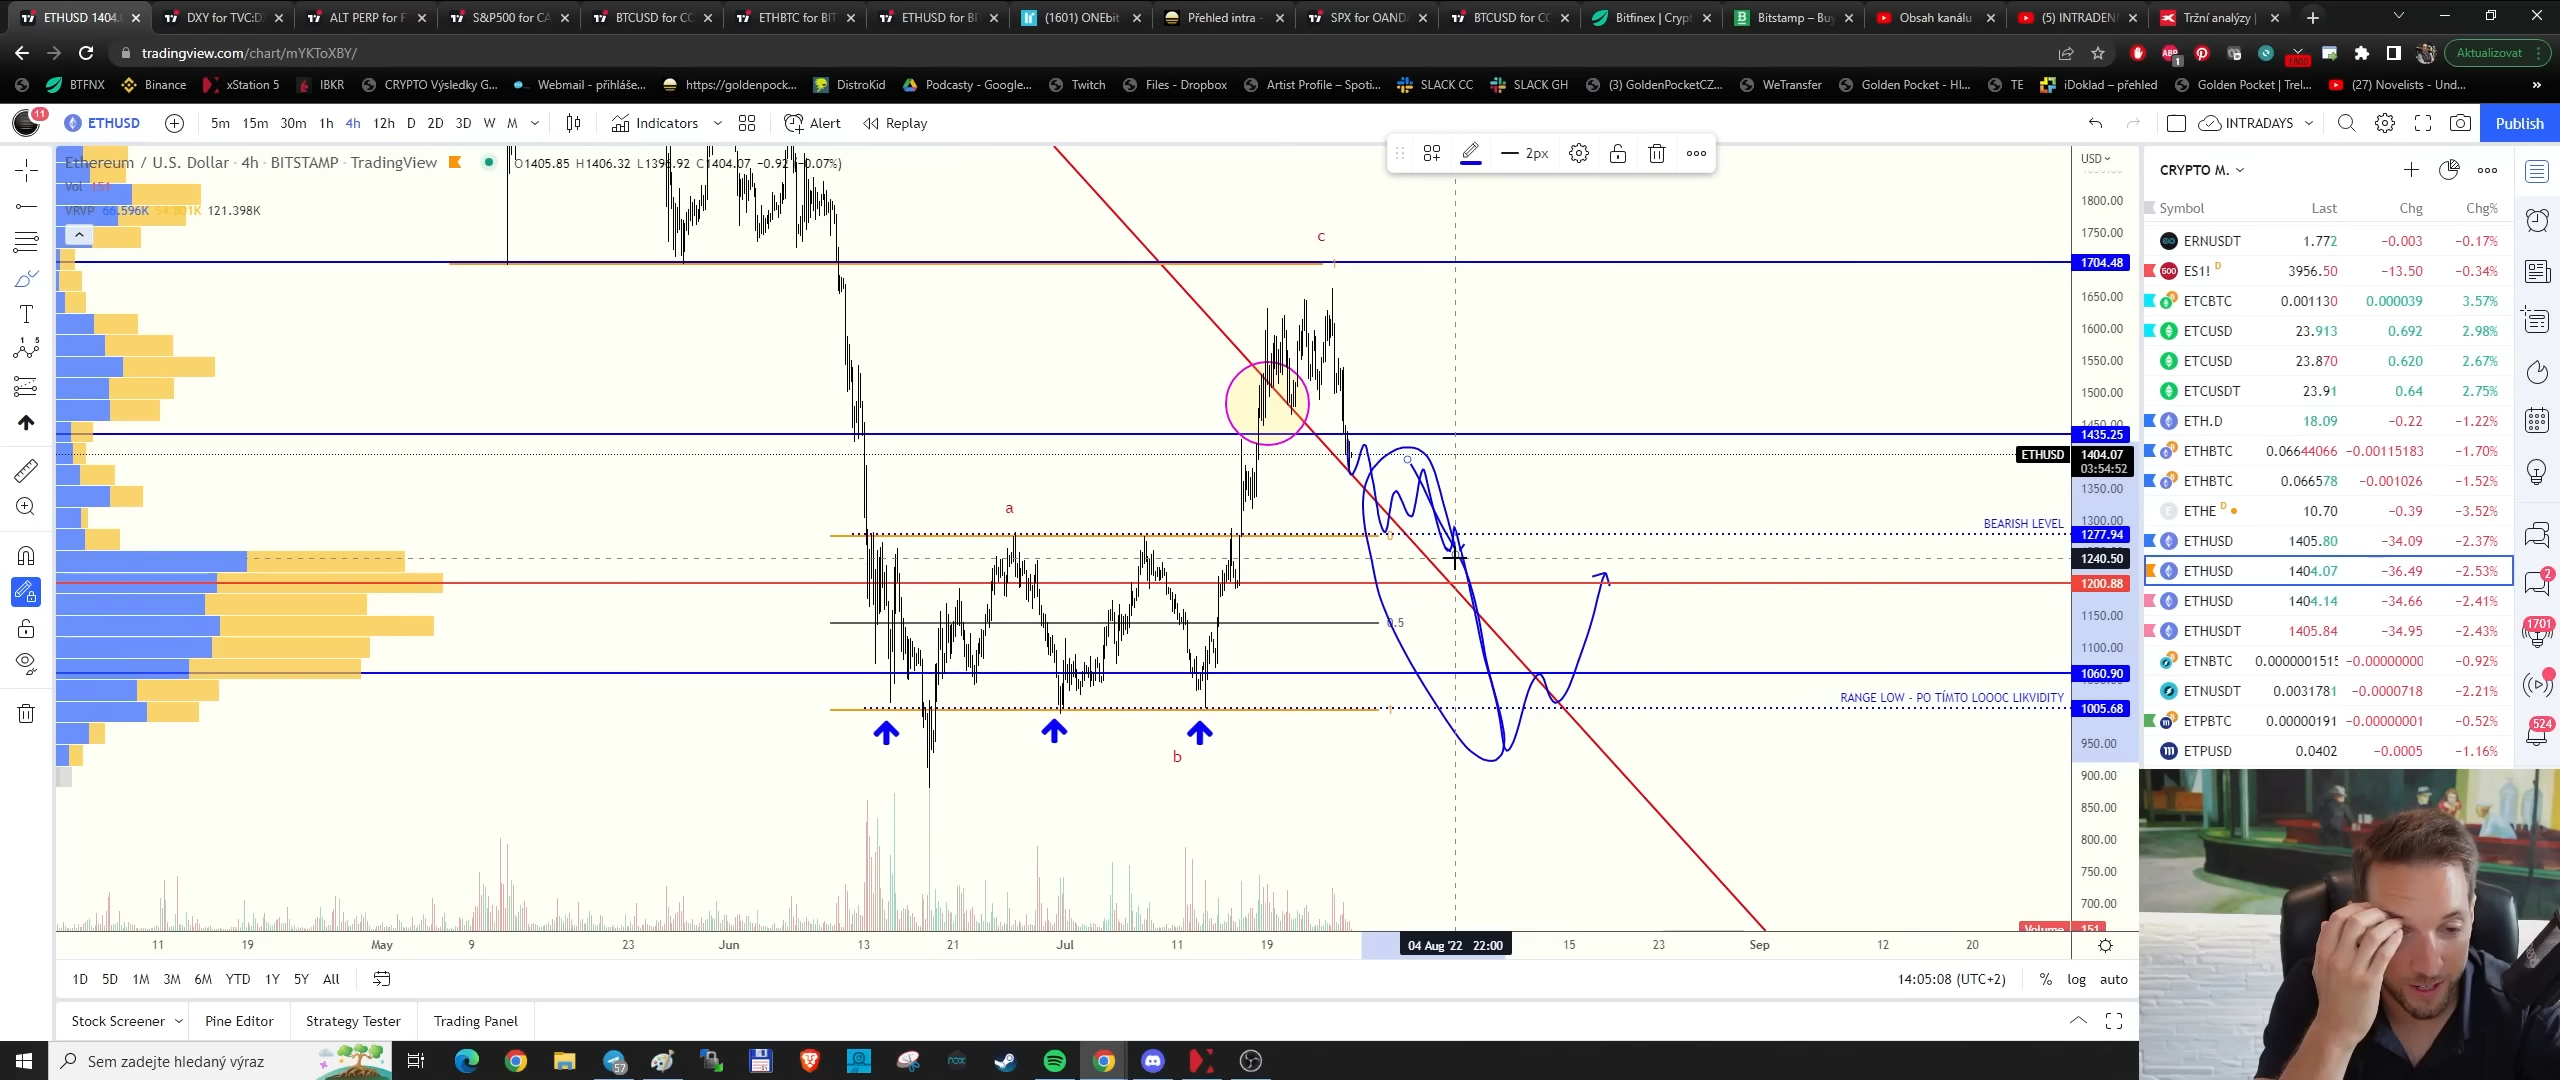 ETHUSD 1404.
DXY for TVC:D
ALT PERP for F
S&P500 for CA
BTCUSD for CO
ETHBTC for BIT
ETHUSD for BI
(1601) ONEbit
Přehled intra -
SPX for OANDA
BTCUSD for CO
Bitfinex | Crypt
Bitstamp – Buy
Obsah kanálu
(5) INTRADEN
Tržní analýzy |
tradingview.com/chart/mYKToXBY/
Aktualizovat
BTFNX
Binance
xStation 5
IBKR
CRYPTO Výsledky G...
Webmail - přihláše...
https://goldenpock...
DistroKid
Podcasty - Google...
Twitch
Files - Dropbox
Artist Profile – Spoti...
SLACK CC
SLACK GH
(3) GoldenPocketCZ...
WeTransfer
Golden Pocket - Hl...
TE
iDoklad – přehled
Golden Pocket | Trel...
(27) Novelists - Und...
11
ETHUSD
5m 15m 30m 1h 4h 12h D 2D 3D W M
Indicators
Alert
Replay
INTRADAYS
Publish
Ethereum / U.S. Dollar · 4h · BITSTAMP · TradingView
O1405.85 H1406.32 L1396.92 C1404.07 −0.92 (−0.07%)
Vol 151
VRVP 66.596K 54.801K 121.398K
2px
USD
1800.00
1750.00
1704.48
1650.00
1600.00
1550.00
1500.00
1435.25
ETHUSD 1404.07
03:54:52
1350.00
1300.00
BEARISH LEVEL
1277.94
1240.50
1200.88
1150.00
1100.00
1060.90
RANGE LOW - PO TÍMTO LOOOC LIKVIDITY
1005.68
950.00
900.00
850.00
800.00
750.00
700.00
Volume 151
a
b
c
0
0.5
1
1
11 19 May 9 23 Jun 13 21 Jul 11 19 04 Aug '22 22:00 15 23 Sep 12 20
1D 5D 1M 3M 6M YTD 1Y 5Y All
14:05:08 (UTC+2)
% log auto
Stock Screener
Pine Editor
Strategy Tester
Trading Panel
CRYPTO M.
Symbol Last Chg Chg%
ERNUSDT 1.772 −0.003 −0.17%
ES1! D 3956.50 −13.50 −0.34%
ETCBTC 0.001130 0.000039 3.57%
ETCUSD 23.913 0.692 2.98%
ETCUSD 23.870 0.620 2.67%
ETCUSDT 23.91 0.64 2.75%
ETH.D 18.09 −0.22 −1.22%
ETHBTC 0.06644066 −0.00115183 −1.70%
ETHBTC 0.066578 −0.001026 −1.52%
ETHE D 10.70 −0.39 −3.52%
ETHUSD 1405.80 −34.09 −2.37%
ETHUSD 1404.07 −36.49 −2.53%
ETHUSD 1404.14 −34.66 −2.41%
ETHUSDT 1405.84 −34.95 −2.43%
ETNBTC 0.0000001515 −0.00000000 −0.92%
ETNUSDT 0.0031781 −0.0000718 −2.21%
ETPBTC 0.00000191 −0.00000001 −0.52%
ETPUSD 0.0402 −0.0005 −1.16%
2
1701
524
Sem zadejte hledaný výraz
57